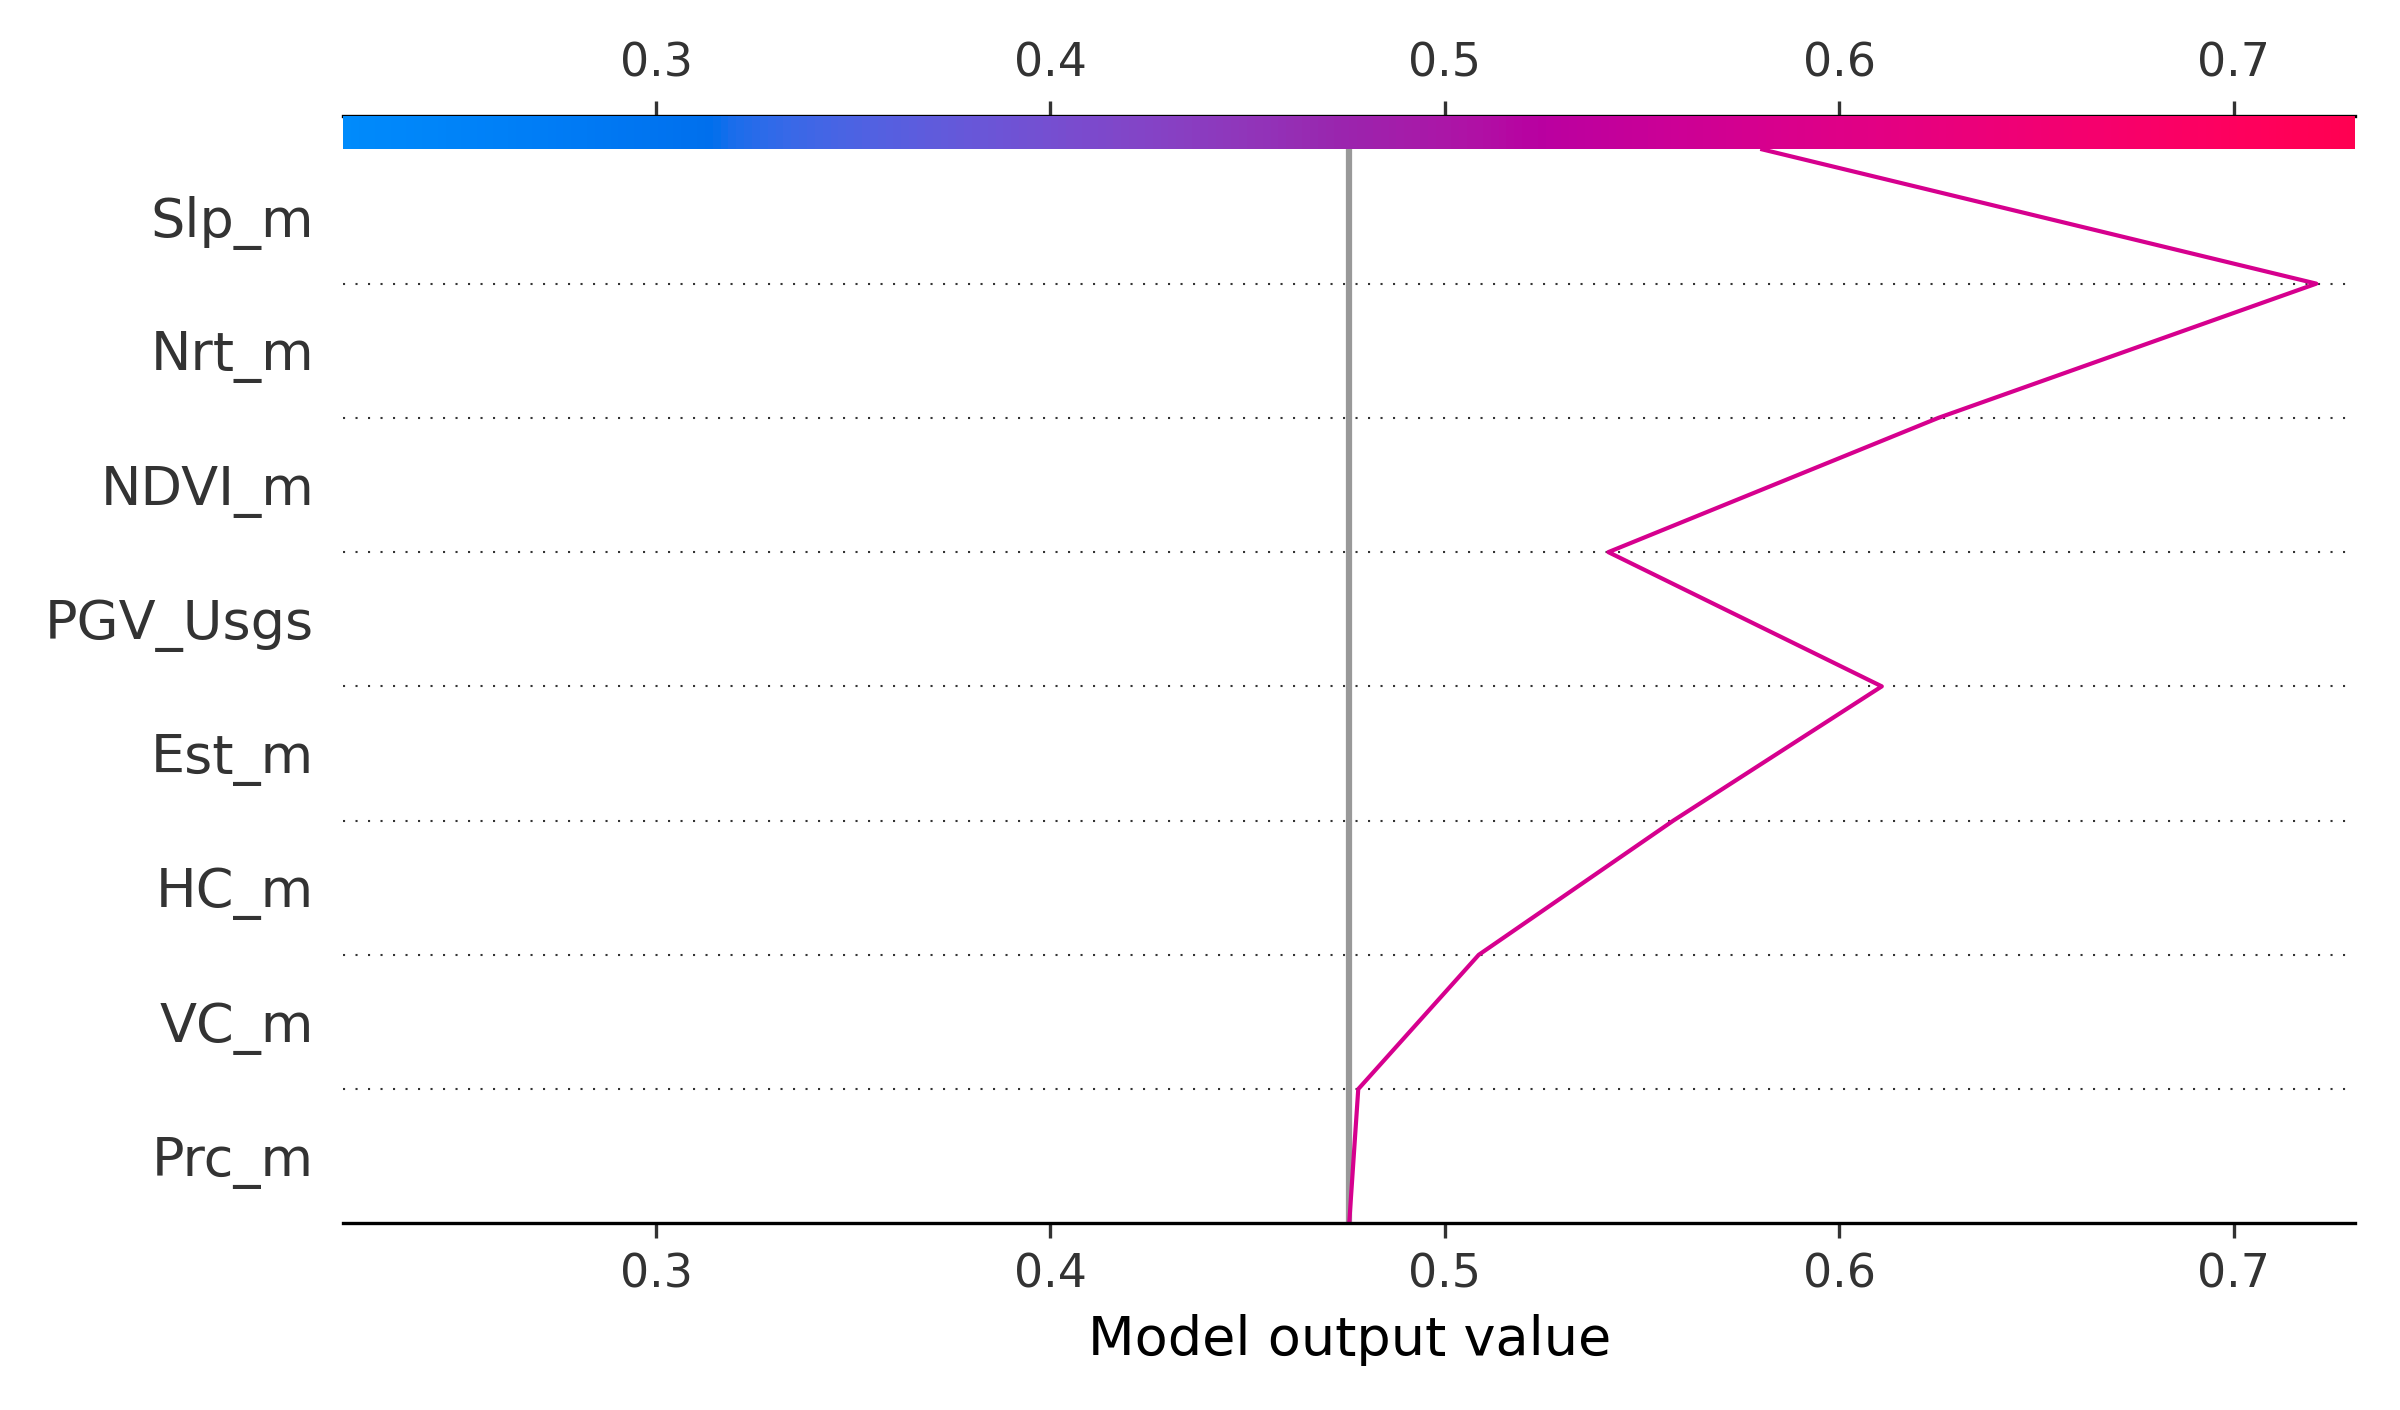 0.3 0.4 0.5 0.6 0.7
Slp_m
Nrt_m
NDVI_m
PGV_Usgs
Est_m
HC_m
VC_m
Prc_m
0.3 0.4 0.5 0.6 0.7
Model output value